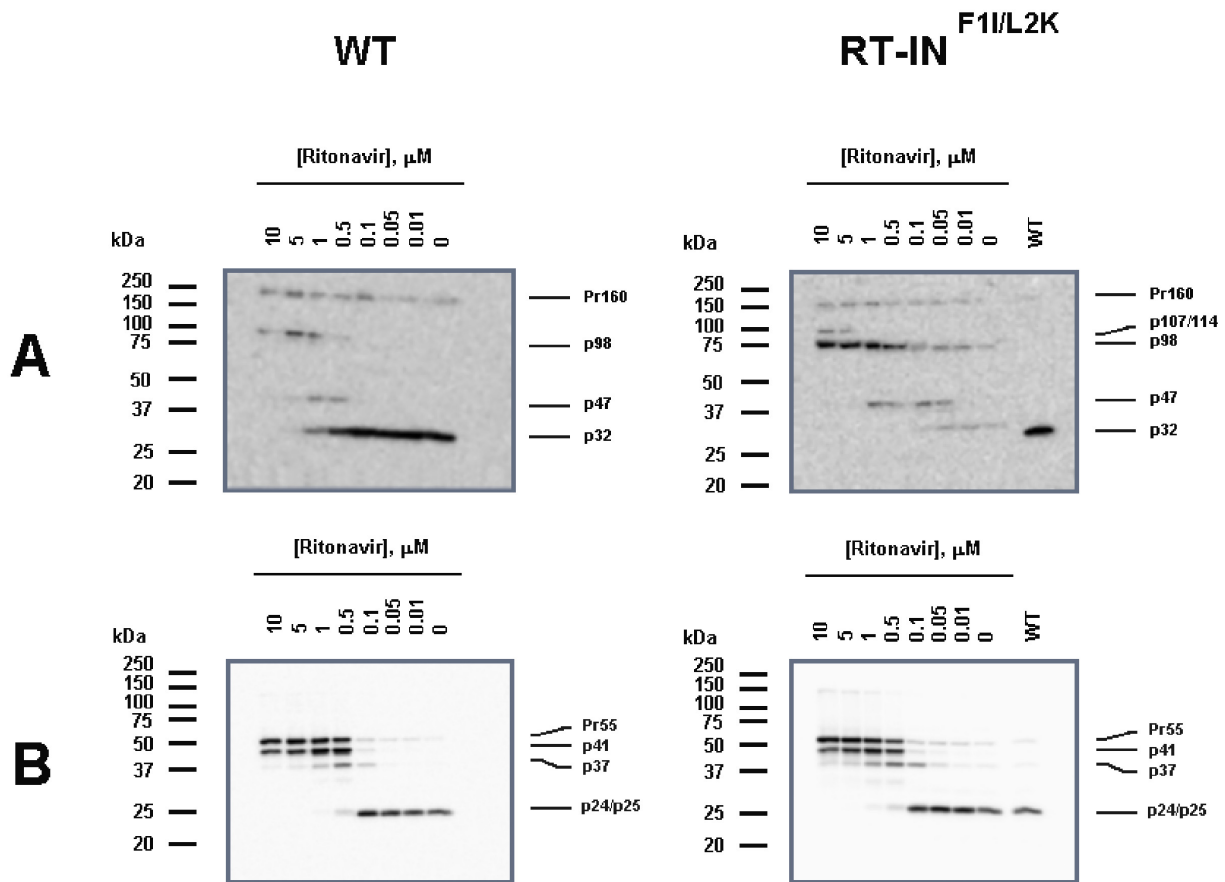 WT
RT-IN F1I/L2K
A
[Ritonavir], μM
10 5 1 0.5 0.1 0.05 0.01 0
kDa
250
150
100
75
50
37
25
20
Pr160
p98
p47
p32
[Ritonavir], μM
10 5 1 0.5 0.1 0.05 0.01 0 WT
kDa
250
150
100
75
50
37
25
20
Pr160
p107/114
p98
p47
p32
B
[Ritonavir], μM
10 5 1 0.5 0.1 0.05 0.01 0
kDa
250
150
100
75
50
37
25
20
Pr55
p41
p37
p24/p25
[Ritonavir], μM
10 5 1 0.5 0.1 0.05 0.01 0 WT
kDa
250
150
100
75
50
37
25
20
Pr55
p41
p37
p24/p25